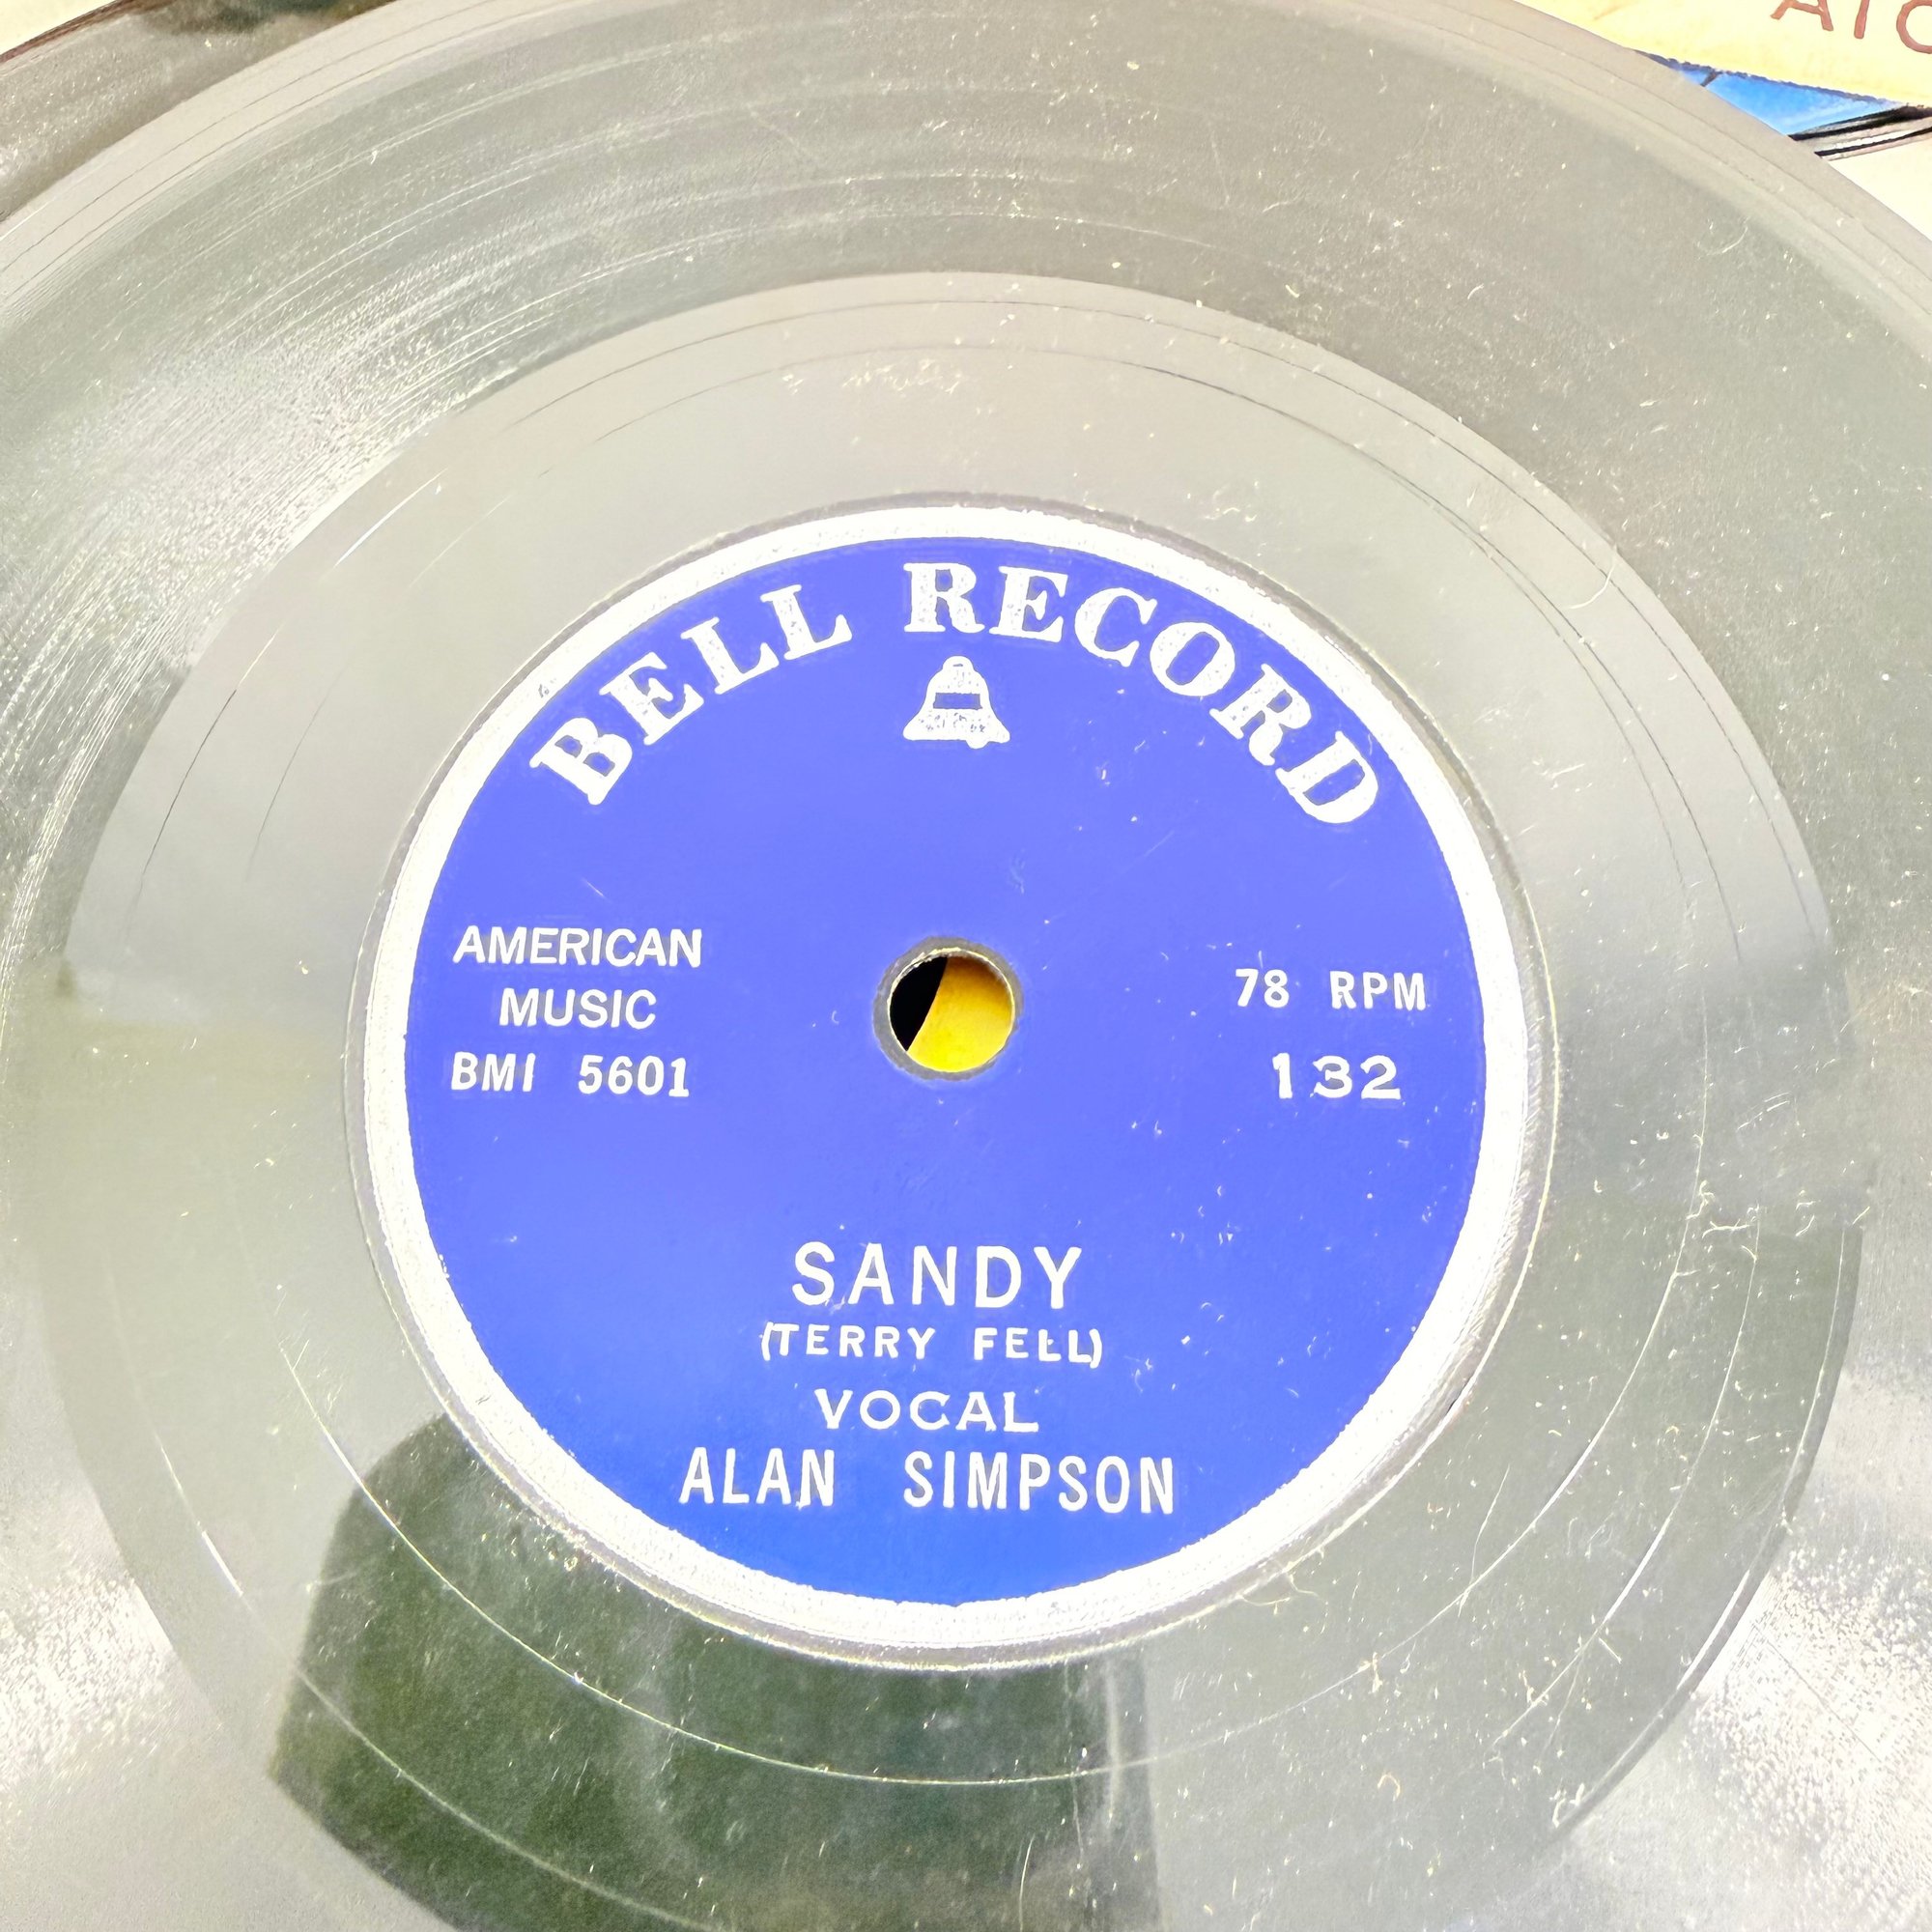 BELL RECORD
AMERICAN
MUSIC
BMI 5601
78 RPM
132
SANDY
(TERRY FELL)
VOCAL
ALAN SIMPSON